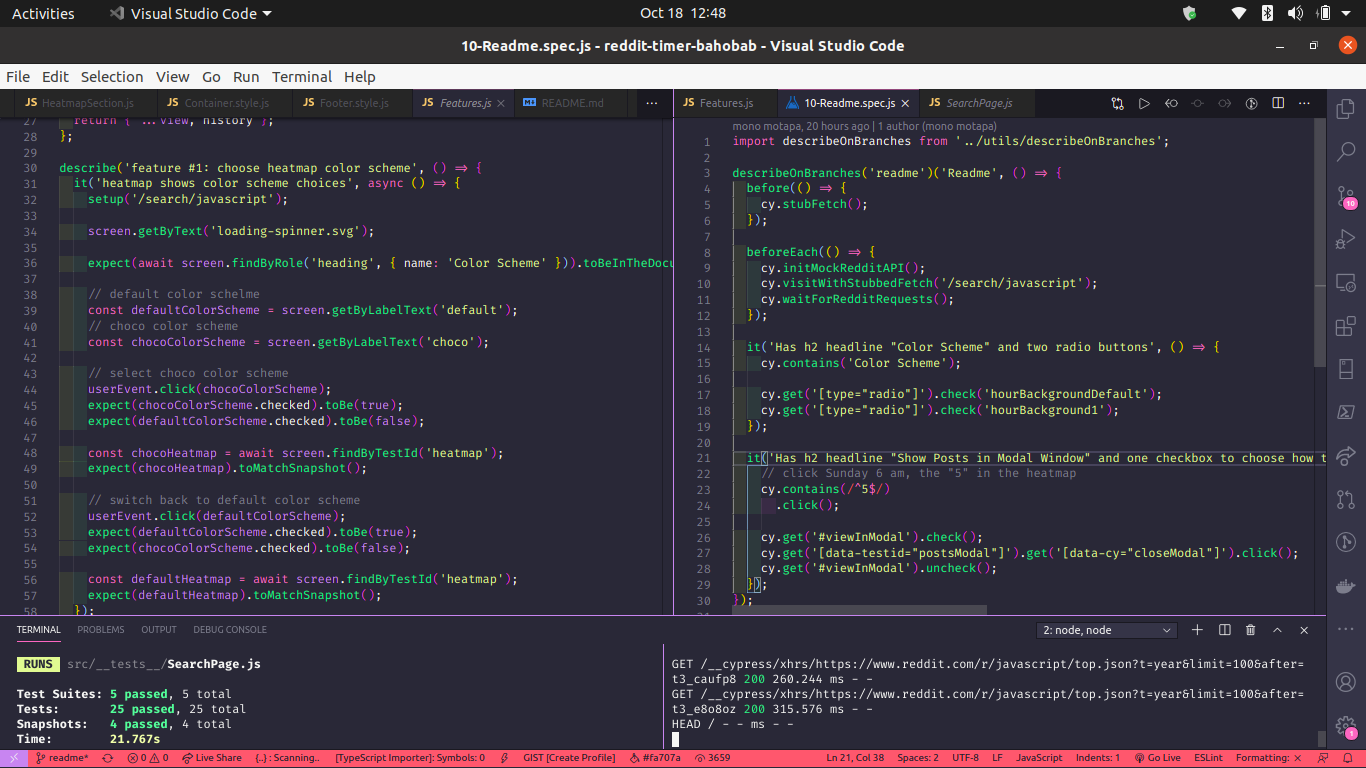 Activities
Visual Studio Code
Oct 18 12:48
10-Readme.spec.js - reddit-timer-bahobab - Visual Studio Code
File Edit Selection View Go Run Terminal Help
JS HeatmapSection.js
JS Container.style.js
JS Footer.style.js
JS Features.js
README.md
27 return { ...view, history };
28 };
29
30 describe('feature #1: choose heatmap color scheme', () => {
31 it('heatmap shows color scheme choices', async () => {
32 setup('/search/javascript');
33
34 screen.getByText('loading-spinner.svg');
35
36 expect(await screen.findByRole('heading', { name: 'Color Scheme' })).toBeInTheDocu
37
38 // default color schelme
39 const defaultColorScheme = screen.getByLabelText('default');
40 // choco color scheme
41 const chocoColorScheme = screen.getByLabelText('choco');
42
43 // select choco color scheme
44 userEvent.click(chocoColorScheme);
45 expect(chocoColorScheme.checked).toBe(true);
46 expect(defaultColorScheme.checked).toBe(false);
47
48 const chocoHeatmap = await screen.findByTestId('heatmap');
49 expect(chocoHeatmap).toMatchSnapshot();
50
51 // switch back to default color scheme
52 userEvent.click(defaultColorScheme);
53 expect(defaultColorScheme.checked).toBe(true);
54 expect(chocoColorScheme.checked).toBe(false);
55
56 const defaultHeatmap = await screen.findByTestId('heatmap');
57 expect(defaultHeatmap).toMatchSnapshot();
58 });
JS Features.js
10-Readme.spec.js
JS SearchPage.js
mono motapa, 20 hours ago | 1 author (mono motapa)
1 import describeOnBranches from '../utils/describeOnBranches';
2
3 describeOnBranches('readme')('Readme', () => {
4 before(() => {
5 cy.stubFetch();
6 });
7
8 beforeEach(() => {
9 cy.initMockRedditAPI();
10 cy.visitWithStubbedFetch('/search/javascript');
11 cy.waitForRedditRequests();
12 });
13
14 it('Has h2 headline "Color Scheme" and two radio buttons', () => {
15 cy.contains('Color Scheme');
16
17 cy.get('[type="radio"]').check('hourBackgroundDefault');
18 cy.get('[type="radio"]').check('hourBackground1');
19 });
20
21 it('Has h2 headline "Show Posts in Modal Window" and one checkbox to choose how t
22 // click Sunday 6 am, the "5" in the heatmap
23 cy.contains(/^5$/)
24 .click();
25
26 cy.get('#viewInModal').check();
27 cy.get('[data-testid="postsModal"]').get('[data-cy="closeModal"]').click();
28 cy.get('#viewInModal').uncheck();
29 });
30 });
10
TERMINAL PROBLEMS OUTPUT DEBUG CONSOLE
2: node, node
RUNS src/__tests__/SearchPage.js
Test Suites: 5 passed, 5 total
Tests: 25 passed, 25 total
Snapshots: 4 passed, 4 total
Time: 21.767s
GET /__cypress/xhrs/https://www.reddit.com/r/javascript/top.json?t=year&limit=100&after=
t3_caufp8 200 260.244 ms - -
GET /__cypress/xhrs/https://www.reddit.com/r/javascript/top.json?t=year&limit=100&after=
t3_e8o8oz 200 315.576 ms - -
HEAD / - - ms - -
1
readme* 0 0 Live Share {..} : Scanning.. [TypeScript Importer]: Symbols: 0 GIST [Create Profile] #fa707a 3659 Ln 21, Col 38 Spaces: 2 UTF-8 LF JavaScript Indents: 1 Go Live ESLint Formatting: ×